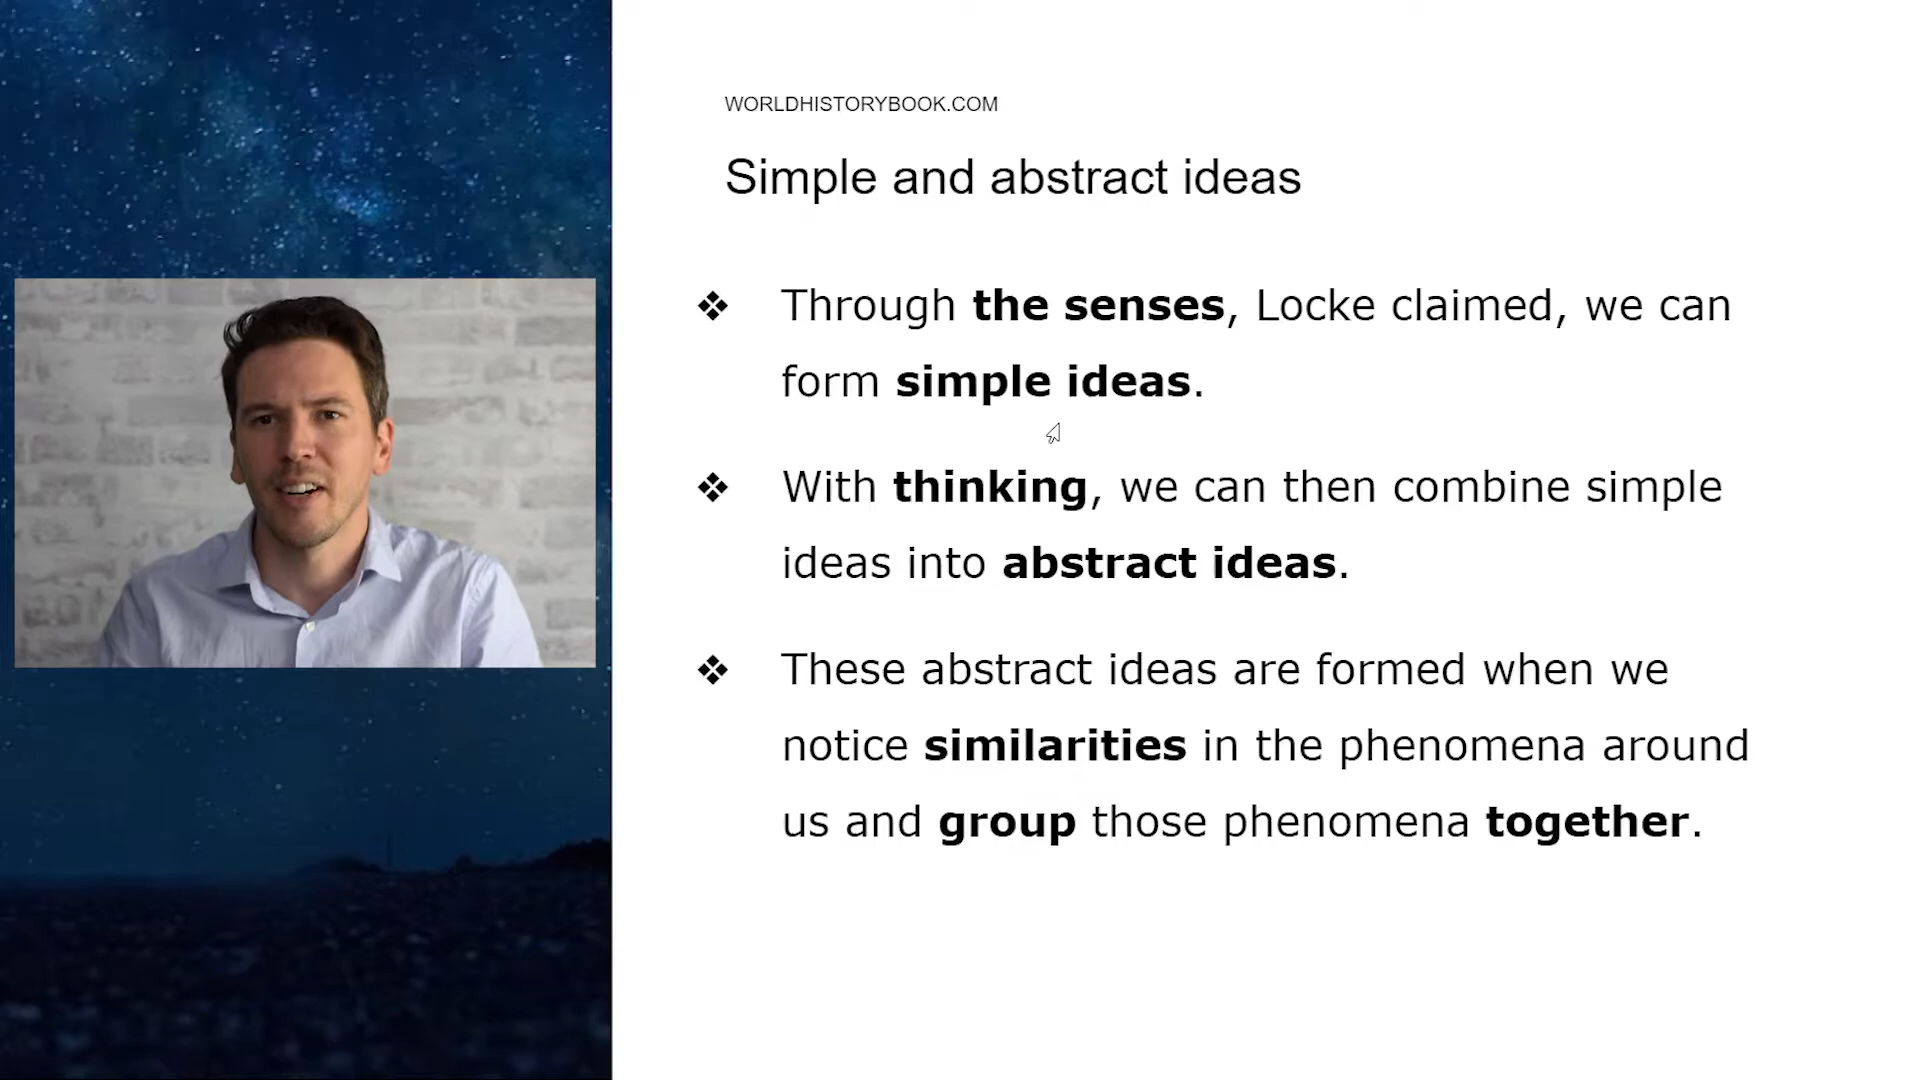 WORLDHISTORYBOOK.COM
Simple and abstract ideas
❖ Through the senses, Locke claimed, we can
form simple ideas.
❖ With thinking, we can then combine simple
ideas into abstract ideas.
❖ These abstract ideas are formed when we
notice similarities in the phenomena around
us and group those phenomena together.